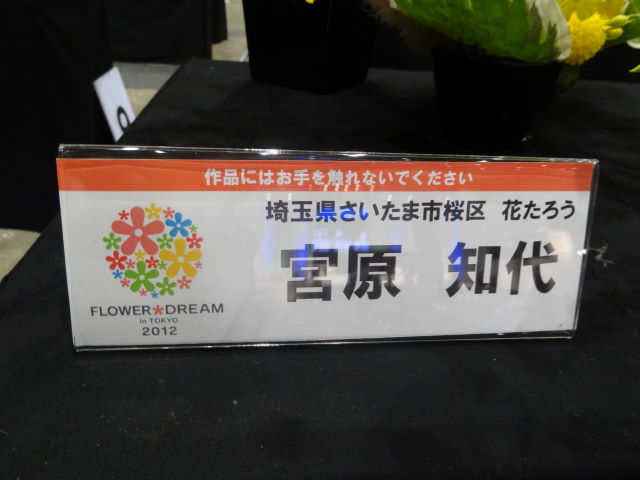 作品にはお手を触れないでください
埼玉県さいたま市桜区 花たろう
宮原 知代
FLOWER*DREAM
in TOKYO
2012